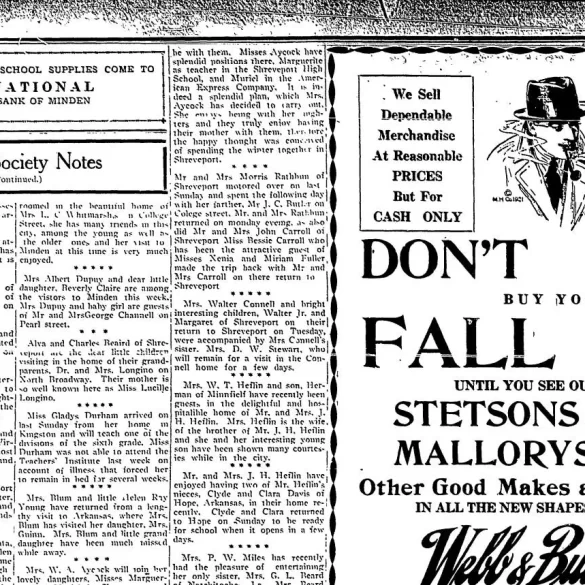 SCHOOL SUPPLIES COME TO
ATIONAL
BANK OF MINDEN
ociety Notes
ontinued.)
roomed in the beautiful home of
Mrs L. C Whitmarsh, in College
Street, she has many friends in this
city, among the young as well as
the older ones and her visit to
Minden at this time is very much
enjoyed.
* * * * *
Mrs Albert Dupuy and dear little
daughter, Beverly Claire are among
the visitors to Minden this week.
Mrs Dupuy and baby girl are guests
of Mr and MrsGeorge Channell on
Pearl street.
* * *
Alva and Charles Beaird of Shre-
veport are the dear little children
visiting in the home of their grand-
parents, Dr. and Mrs. Longino on
North Broadway. Their mother is
so well known here as Miss Lucille
Longino.
* * * * *
Miss Gladys Durham arrived on
last Sunday from her home in
Kingston and will teach one of the
divisions of the sixth grade. Miss
Durham was not able to attend the
Teachers' Institute last week on
account of illness that forced her
to remain in bed for several weeks.
* * * * *
Mrs. Blum and little Helen Ray
Young have returned from a leng-
thy visit to Arkansas, where Mrs.
Blum has visited her daughter, Mrs.
Guinn. Mrs. Blum and little grand
daughter have been much missed
while away.
* * * * *
Mrs. W. A. Aycock will join her
lovely daughters, Misses Marguer-
be with them. Misses Aycock have
splendid positions there, Marguerite
as teacher in the Shreveport High
School, and Muriel in the Amer-
ican Express Company. It is in-
deed a splendid plan, which Mrs.
Aycock has decided to carry out.
She enjoys being with her daugh-
ters and they truly enjoy having
their mother with them, therefore
the happy thought was conceived
of spending the winter together in
Shreveport.
* * * *
Mr and Mrs Morris Rathbun of
Shreveport motored over on last
Sunday and spent the following day
with her farther, Mr J. C. Butler on
College street. Mr. and Mrs. Rathbun
returned on monday evening, as also
did Mr and Mrs John Carroll of
Shreveport Miss Bessie Carroll who
has been the attractive guest of
Misses Xenia and Miriam Fuller
made the trip back with Mr and
Mrs Carroll on there return to
Shreveport
* * * * *
Mrs. Walter Connell and bright
interesting children, Walter Jr. and
Margaret of Shreveport on their
return to Shreveport on Tuesday,
were accompanied by Mrs Connell's
sister, Mrs. D. W. Stewart, who
will remain for a visit in the Con-
nell home for a few days.
* * * * *
Mrs. W. T. Heflin and son, Her-
man of Minnfielf have recently been
guests in the delightful and hos-
pitalible home of Mr. and Mrs. J.
H. Heflin. Mrs. Heflin is the wife
of the brother of Mr. J. H. Heflin
and she and her interesting young
son have been shown many courtes-
ies while in the city.
* * * * *
Mr. and Mrs. J. H. Heflin have
enjoyed having two of Mr. Heflin's
nieces, Clyde and Clara Davis of
Hope, Arkansas, in their home re-
cently. Clyde and Clara returned
to Hope on Sunday to be ready
for school when it opens in a few
days.
* * * * *
Mrs. P. W. Miles has recently
had the pleasure of entertaining
her only sister, Mrs. G. L. Beard
We Sell
Dependable
Merchandise
At Reasonable
PRICES
But For
CASH ONLY
DON'T
BUY YO
FALL
UNTIL YOU SEE OU
STETSONS
MALLORYS
Other Good Makes a
IN ALL THE NEW SHAPES
Webb & Bu